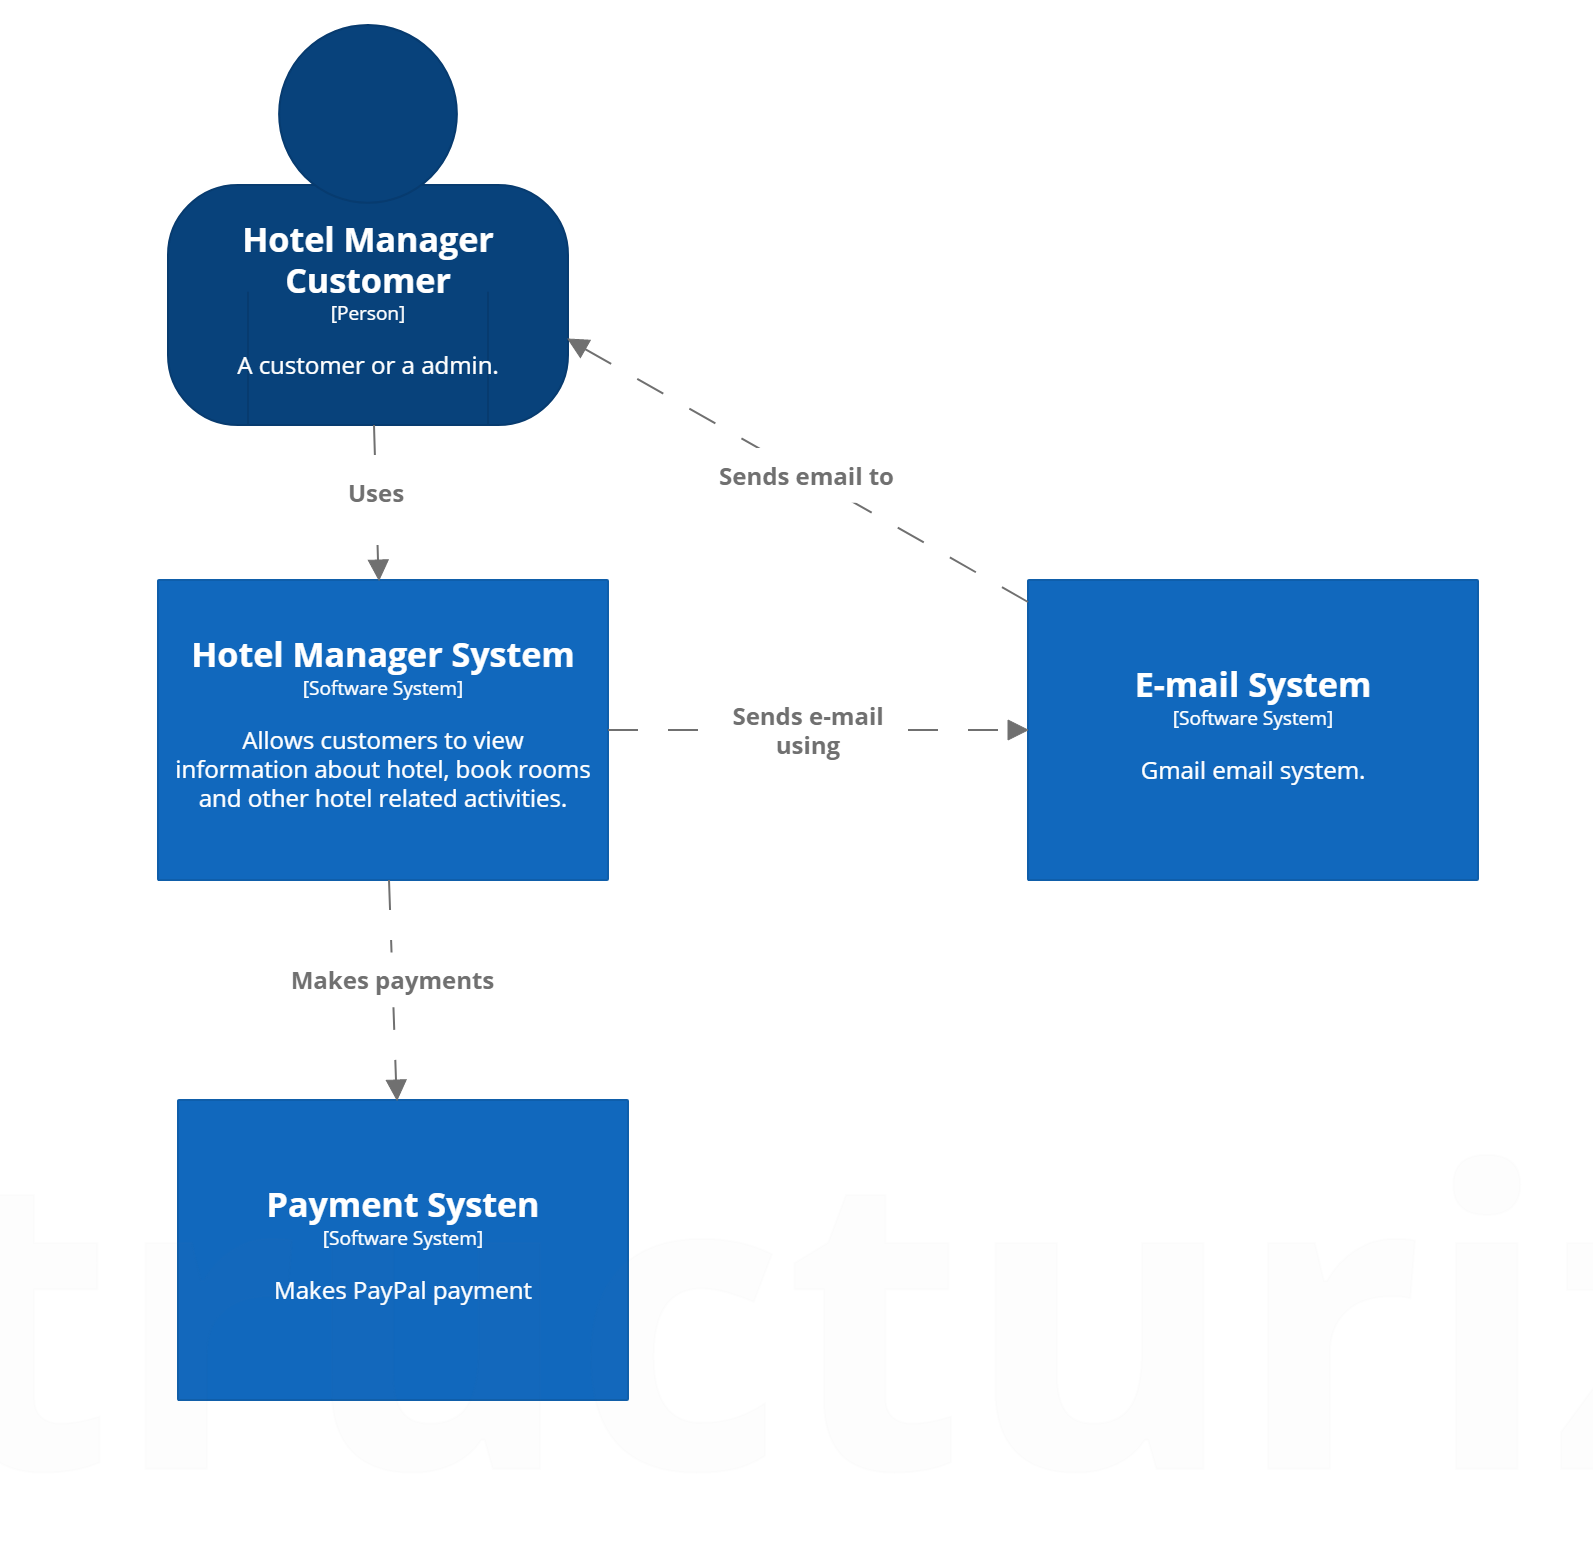 Hotel Manager
Customer
[Person]
A customer or a admin.
Uses
Sends email to
Hotel Manager System
[Software System]
Allows customers to view
information about hotel, book rooms
and other hotel related activities.
Sends e-mail
using
E-mail System
[Software System]
Gmail email system.
Makes payments
Payment Systen
[Software System]
Makes PayPal payment